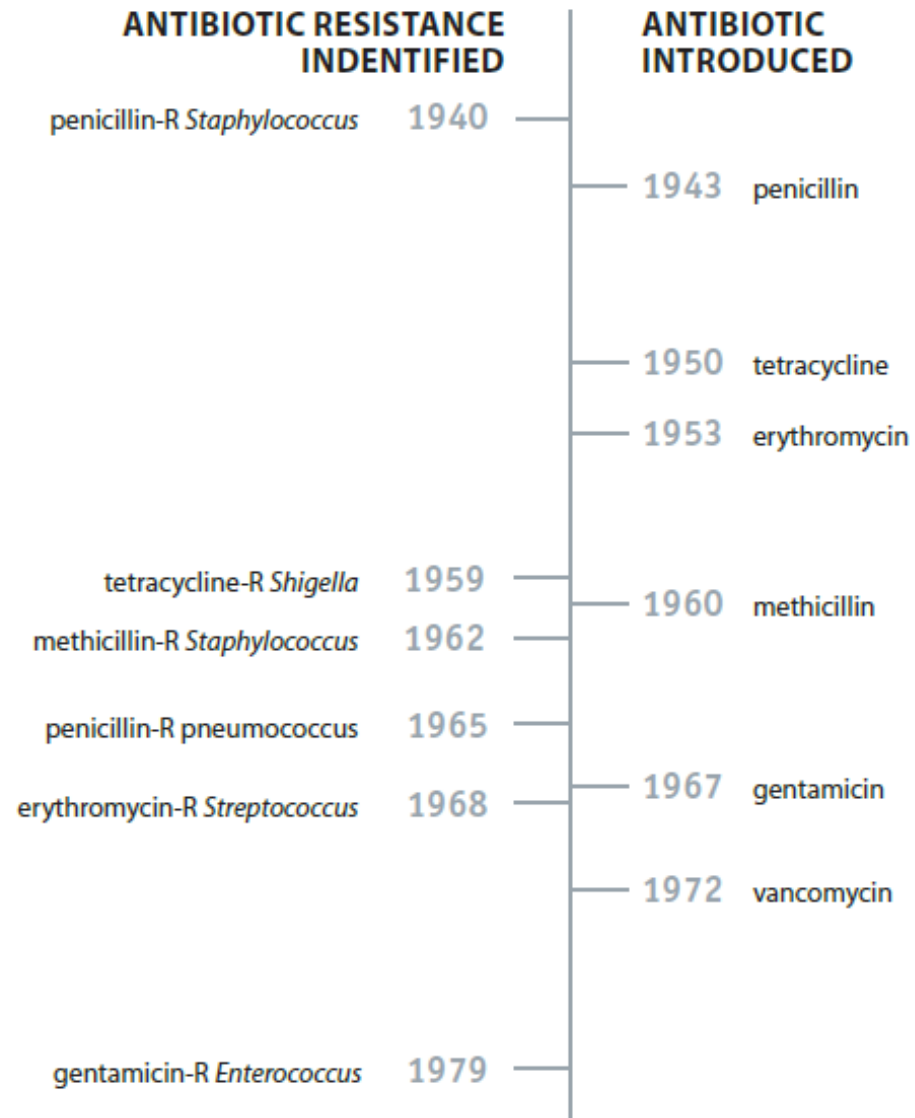 ANTIBIOTIC RESISTANCE
INDENTIFIED
ANTIBIOTIC
INTRODUCED
penicillin-R Staphylococcus 1940
1943 penicillin
1950 tetracycline
1953 erythromycin
tetracycline-R Shigella 1959
1960 methicillin
methicillin-R Staphylococcus 1962
penicillin-R pneumococcus 1965
1967 gentamicin
erythromycin-R Streptococcus 1968
1972 vancomycin
gentamicin-R Enterococcus 1979